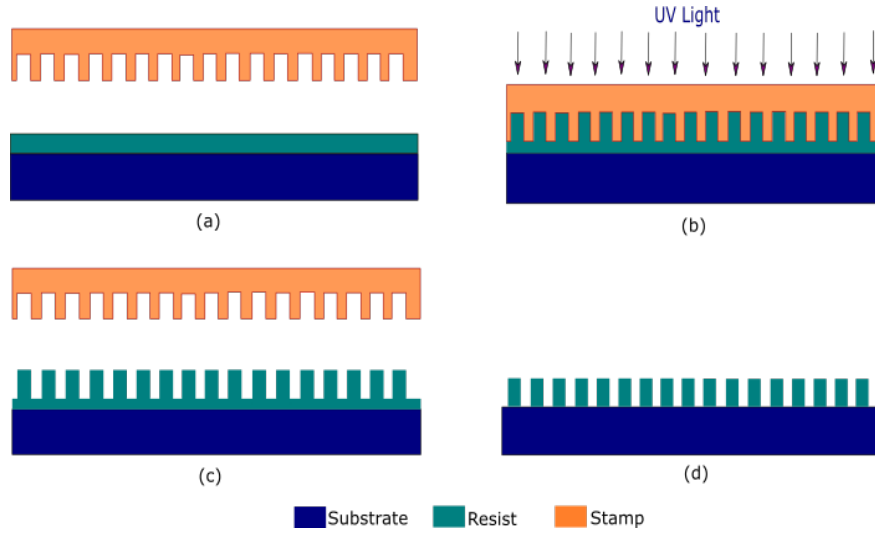 UV Light
(a)
(b)
(c)
(d)
Substrate
Resist
Stamp